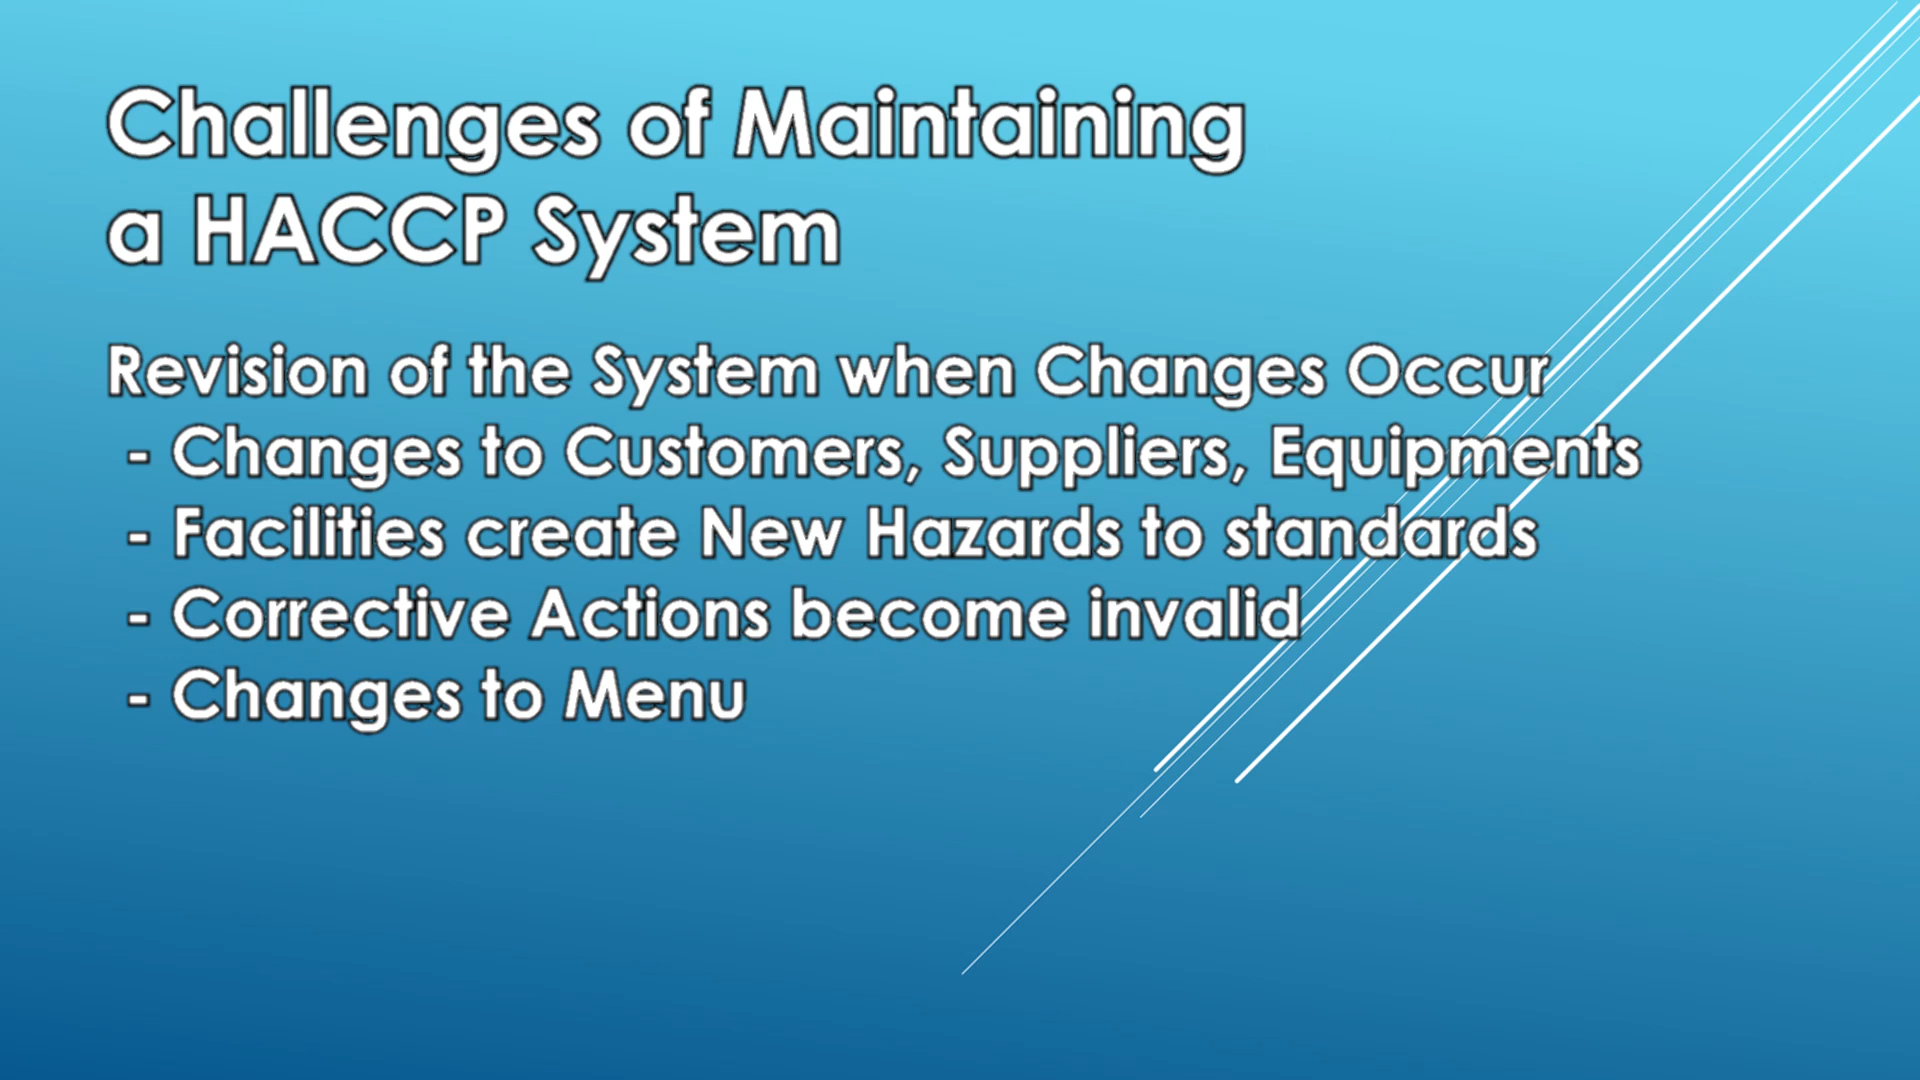 Challenges of Maintaining
a HACCP System
Revision of the System when Changes Occur
- Changes to Customers, Suppliers, Equipments
- Facilities create New Hazards to standards
- Corrective Actions become invalid
- Changes to Menu